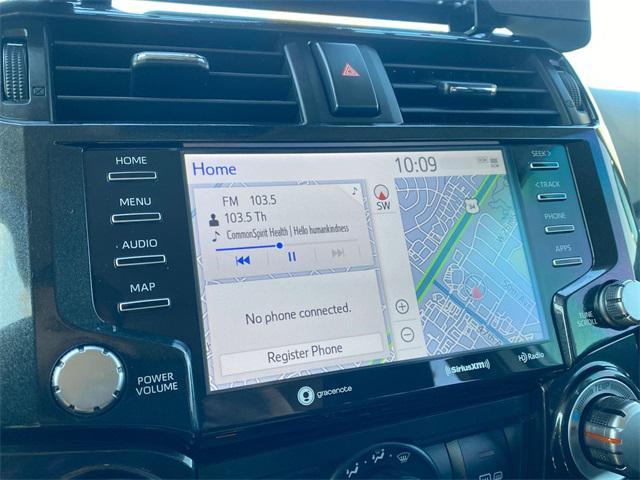 HOME
MENU
AUDIO
MAP
POWER
VOLUME
Home
10:09
FM 103.5
103.5 Th
CommonSpirit Health | Hello humankindness
No phone connected.
Register Phone
SW
34
SEEK >
< TRACK
PHONE
APPS
TUNE
SCROLL
gracenote
SiriusXM
HD Radio